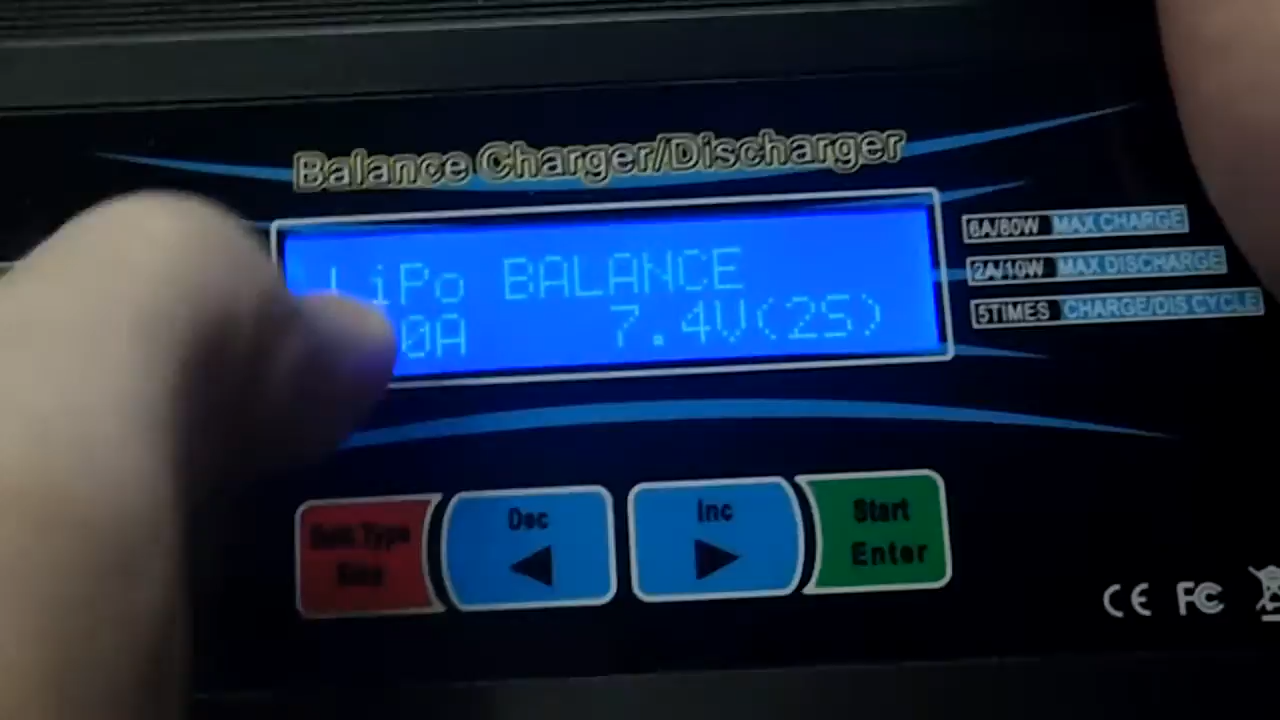 Balance Charger/Discharger
LiPo BALANCE
0A 7.4V(2S)
6A/80W MAX CHARGE
2A/10W MAX DISCHARGE
5TIMES CHARGE/DIS CYCLE
Batt Type
Stop
Dec
Inc
Start
Enter
CE FC